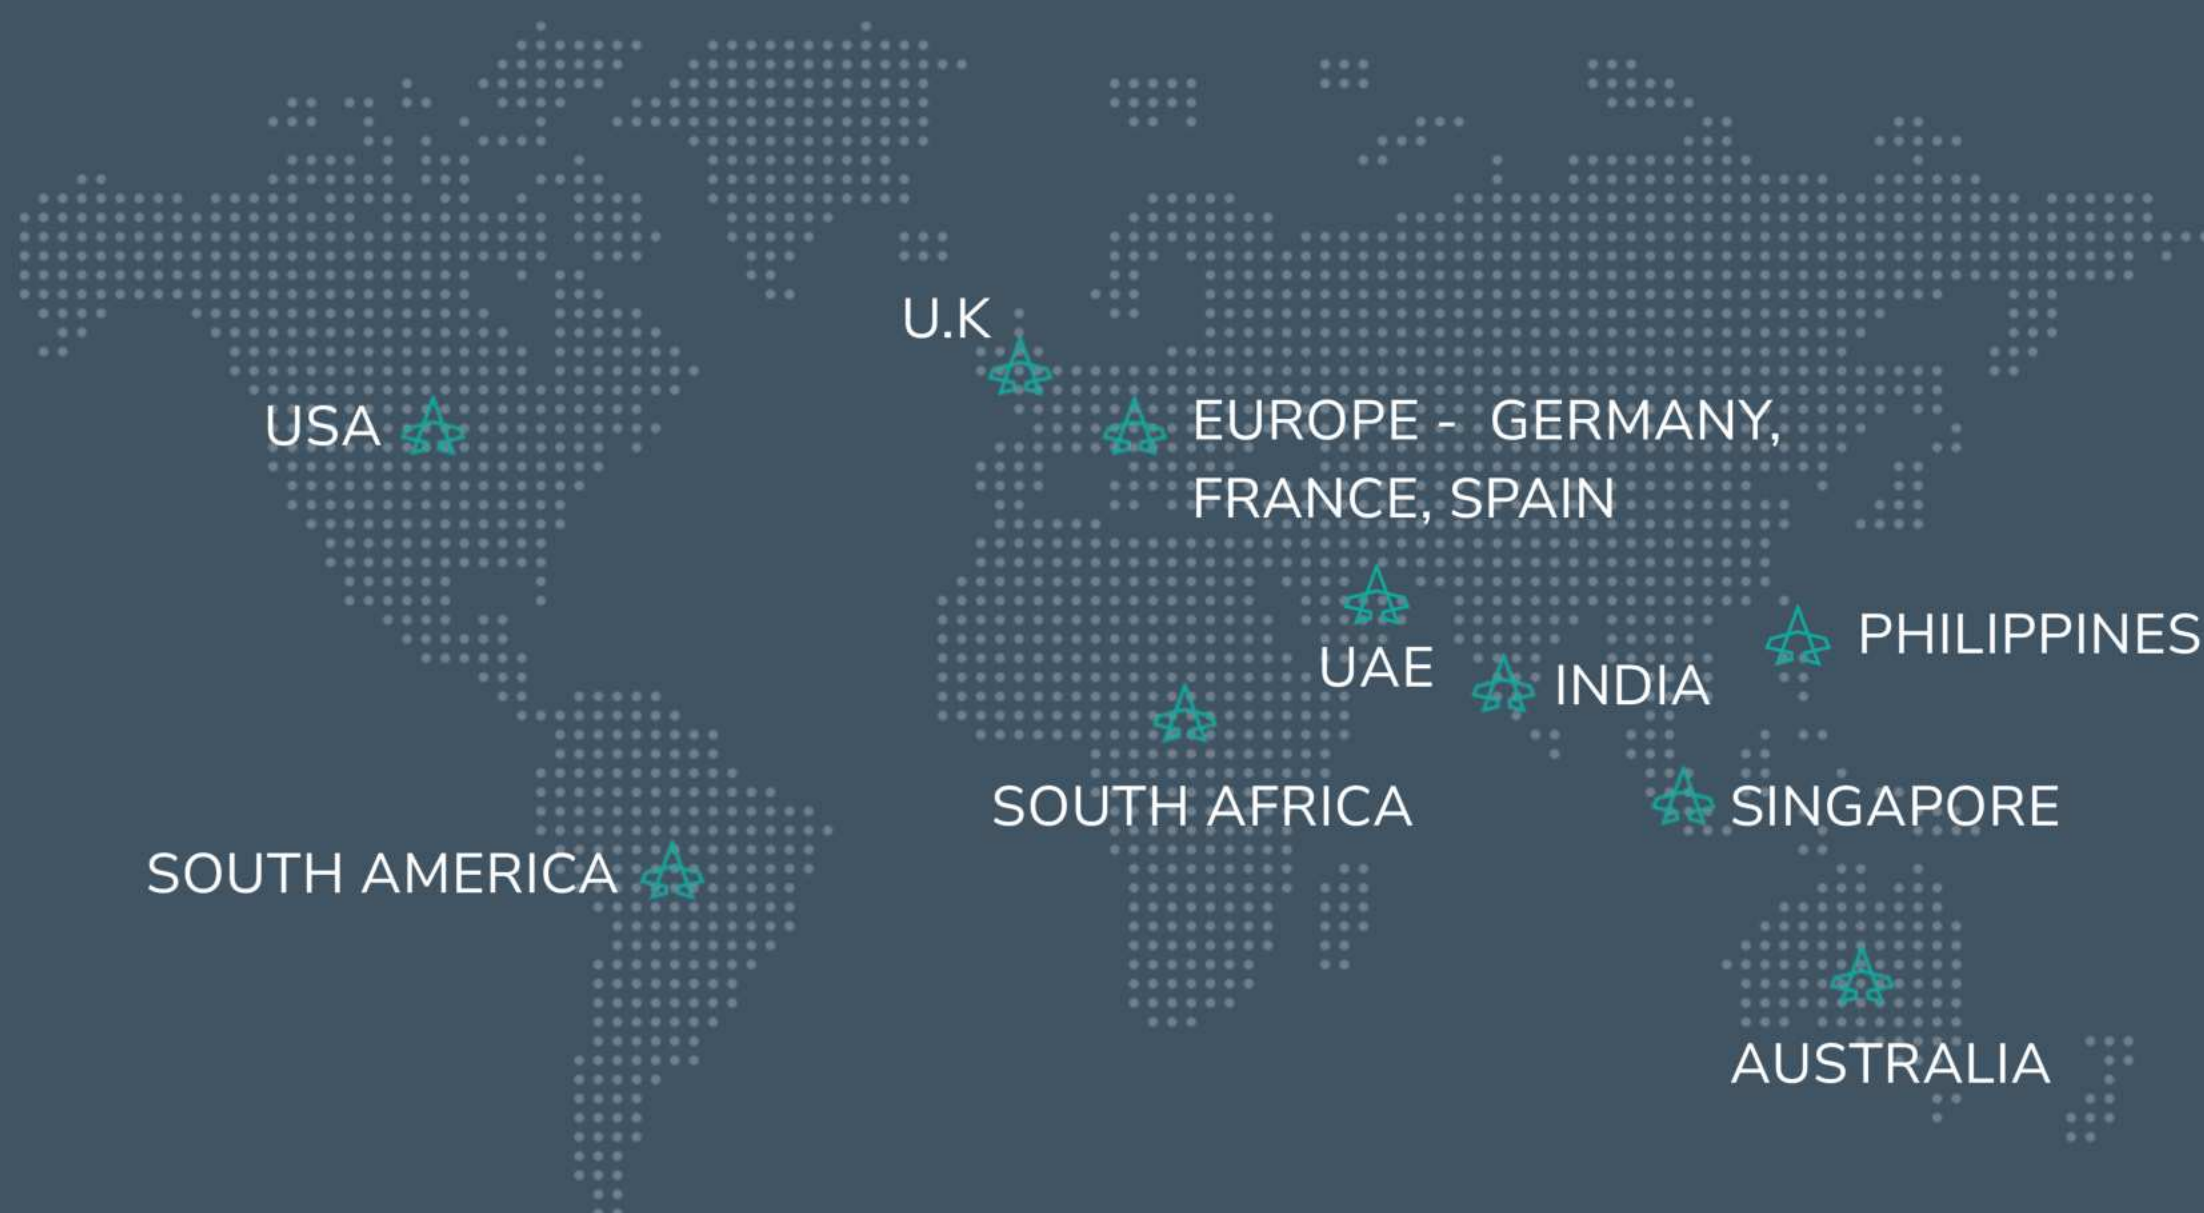 U.K
USA
EUROPE - GERMANY,
FRANCE, SPAIN
PHILIPPINES
UAE
INDIA
SOUTH AFRICA
SINGAPORE
SOUTH AMERICA
AUSTRALIA